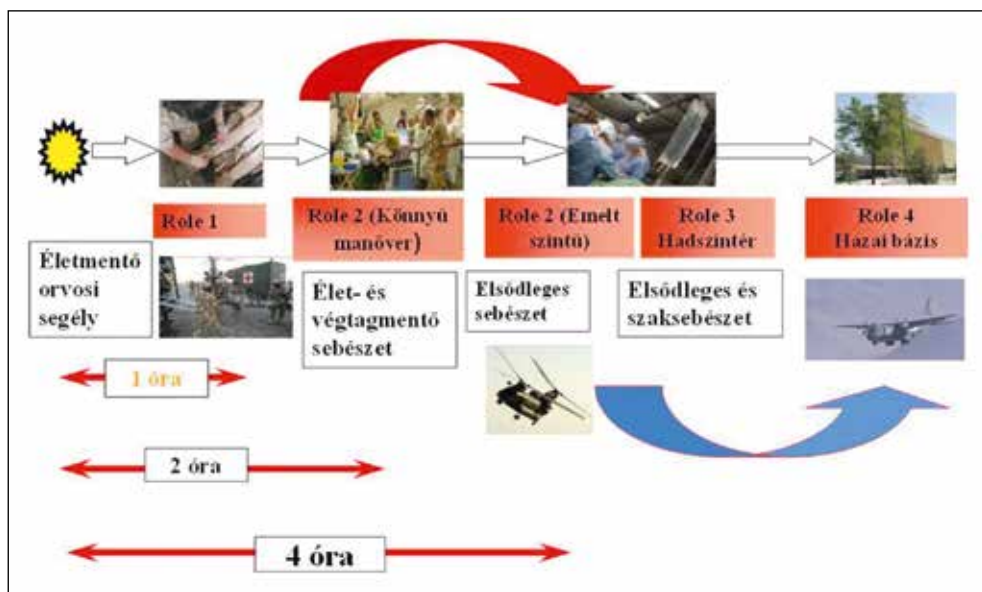 Role 1
Role 2 (Könnyű
manőver)
Role 2 (Emelt
szintű)
Role 3
Hadszíntér
Role 4
Hazai bázis
Életmentő
orvosi
segély
Élet- és
végtagmentő
sebészet
Elsődleges
sebészet
Elsődleges és
szaksebészet
1 óra
2 óra
4 óra